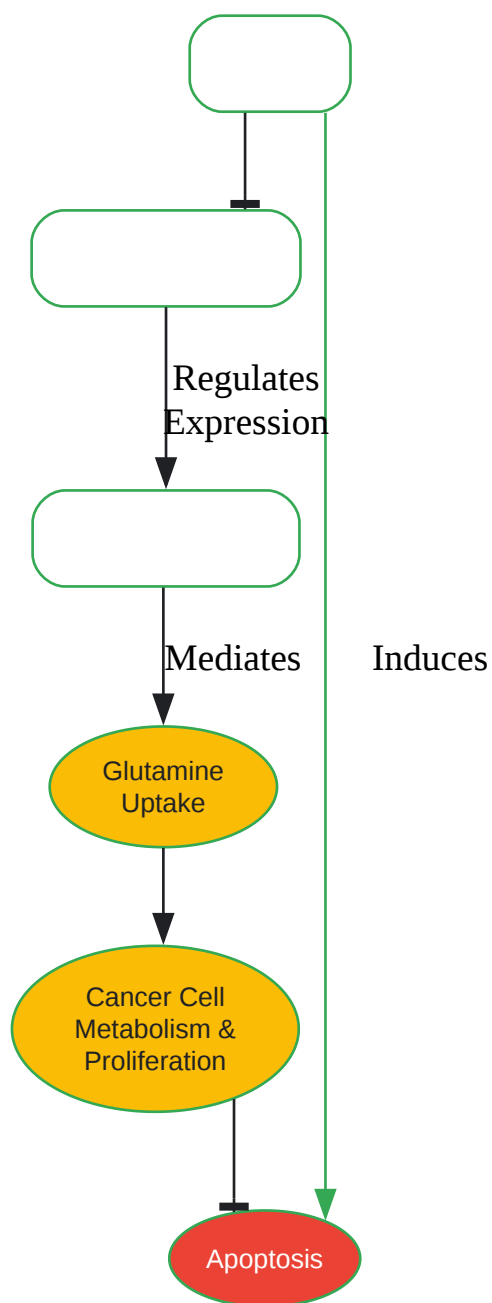 Regulates
Expression
Mediates
Induces
Glutamine
Uptake
Cancer Cell
Metabolism &
Proliferation
Apoptosis